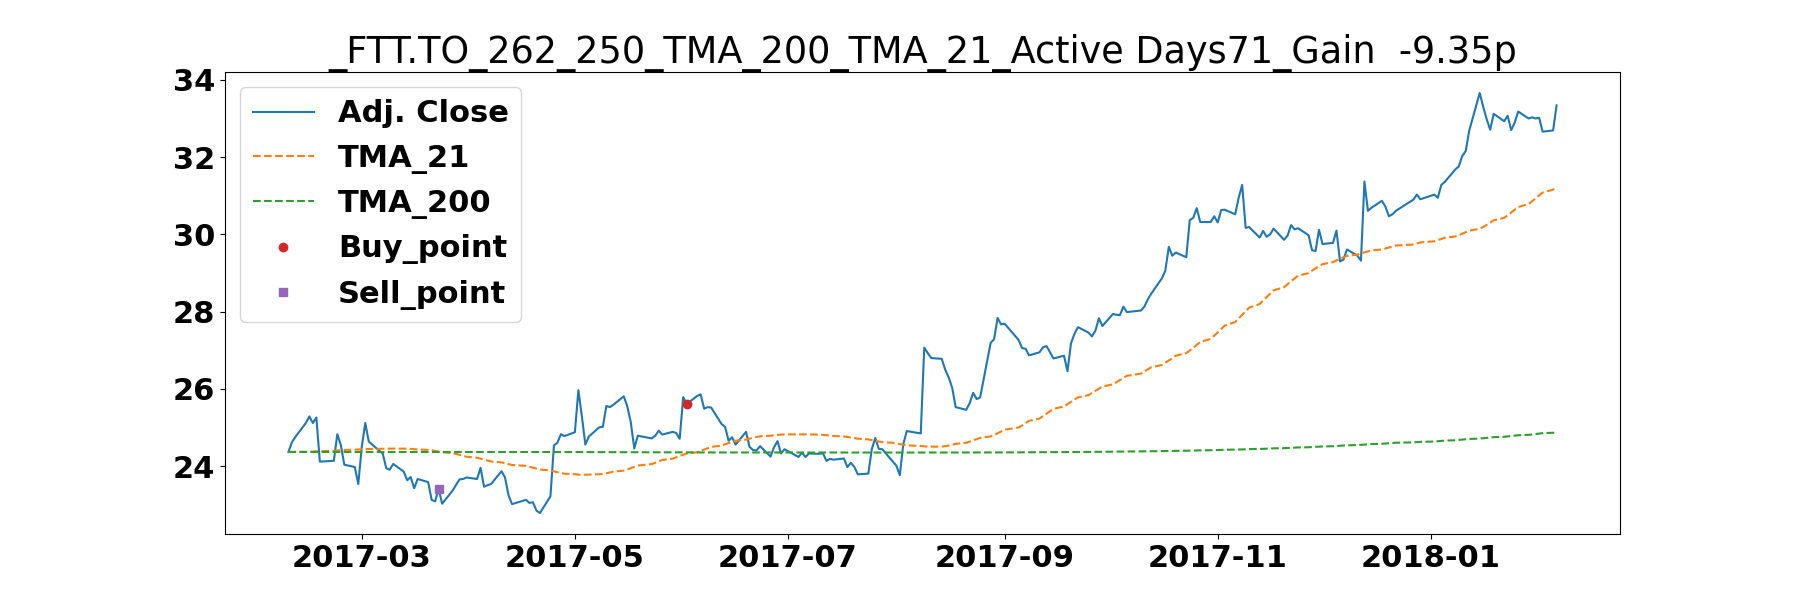 _FTT.TO_262_250_TMA_200_TMA_21_Active Days71_Gain  -9.35p
34
32
30
28
26
24
Adj. Close
TMA_21
TMA_200
Buy_point
Sell_point
2017-03
2017-05
2017-07
2017-09
2017-11
2018-01